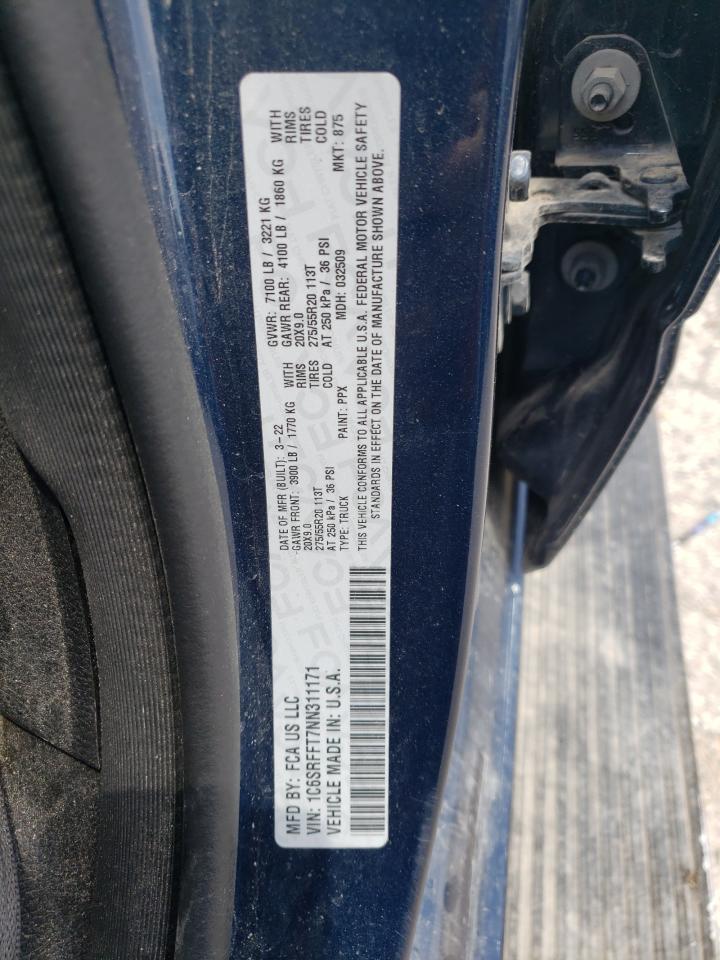 MFD BY: FCA US LLC
VIN: 1C6SRFFT7NN311171
VEHICLE MADE IN: U.S.A.
DATE OF MFR (BUILT): 3-22
GAWR FRONT: 3900 LB / 1770 KG WITH
20X9.0 RIMS
275/55R20 113T TIRES
AT 250 kPa / 36 PSI COLD
TYPE: TRUCK PAINT: PPX
GVWR: 7100 LB / 3221 KG
GAWR REAR: 4100 LB / 1860 KG WITH
20X9.0 RIMS
275/55R20 113T TIRES
AT 250 kPa / 36 PSI COLD
MDH: 032509 MKT: 875
THIS VEHICLE CONFORMS TO ALL APPLICABLE U.S.A. FEDERAL MOTOR VEHICLE SAFETY
STANDARDS IN EFFECT ON THE DATE OF MANUFACTURE SHOWN ABOVE.